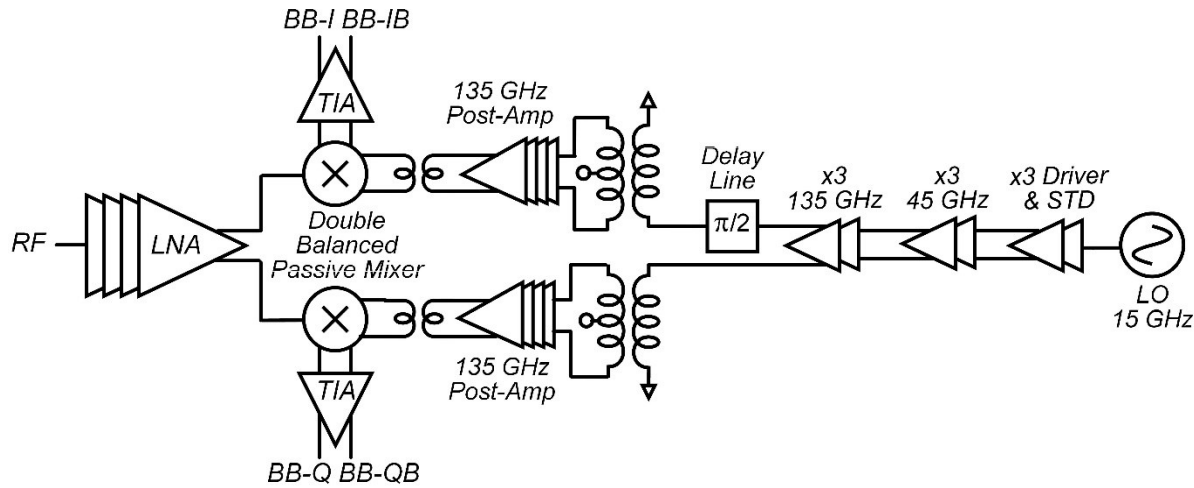 BB-I BB-IB
TIA
135 GHz
Post-Amp
Delay
Line
π/2
x3
135 GHz
x3
45 GHz
x3 Driver
& STD
RF
LNA
Double
Balanced
Passive Mixer
LO
15 GHz
135 GHz
Post-Amp
TIA
BB-Q BB-QB